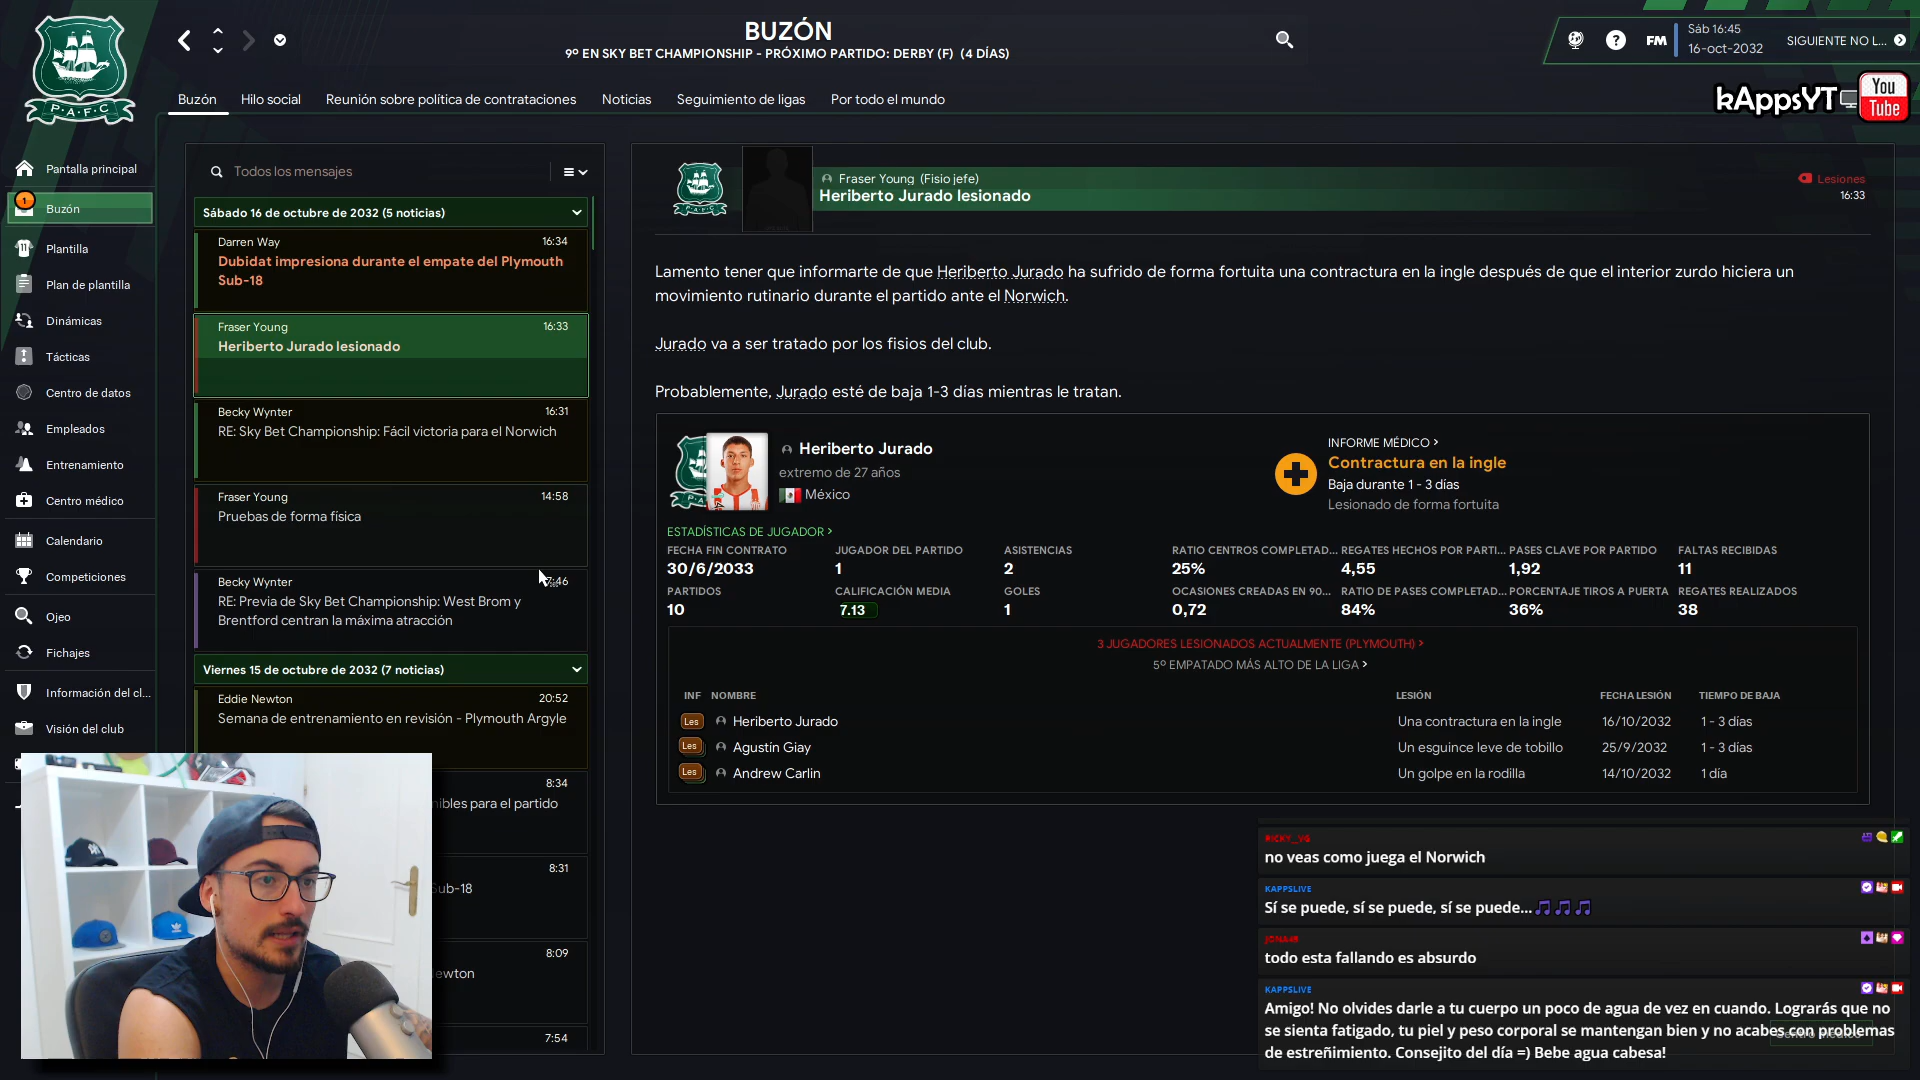 BUZÓN
9º EN SKY BET CHAMPIONSHIP - PRÓXIMO PARTIDO: DERBY (F) (4 DÍAS)
FM
Sáb 16:45
16-oct-2032
SIGUIENTE NO L...
P.A.F.C
Buzón
Hilo social
Reunión sobre política de contrataciones
Noticias
Seguimiento de ligas
Por todo el mundo
kAppsYT
You
Tube
Pantalla principal
1
Buzón
Plantilla
Plan de plantilla
Dinámicas
Tácticas
Centro de datos
Empleados
Entrenamiento
Centro médico
Calendario
Competiciones
Ojeo
Fichajes
Información del cl...
Visión del club
Todos los mensajes
Sábado 16 de octubre de 2032 (5 noticias)
Darren Way
16:34
Dubidat impresiona durante el empate del Plymouth
Sub-18
Fraser Young
16:33
Heriberto Jurado lesionado
Becky Wynter
16:31
RE: Sky Bet Championship: Fácil victoria para el Norwich
Fraser Young
14:58
Pruebas de forma física
Becky Wynter
RE: Previa de Sky Bet Championship: West Brom y
Brentford centran la máxima atracción
Viernes 15 de octubre de 2032 (7 noticias)
Eddie Newton
20:52
Semana de entrenamiento en revisión - Plymouth Argyle
8:34
nibles para el partido
8:31
Sub-18
8:09
ewton
7:54
Fraser Young (Fisio jefe)
Heriberto Jurado lesionado
Lesiones
16:33
Lamento tener que informarte de que Heriberto Jurado ha sufrido de forma fortuita una contractura en la ingle después de que el interior zurdo hiciera un
movimiento rutinario durante el partido ante el Norwich.
Jurado va a ser tratado por los fisios del club.
Probablemente, Jurado esté de baja 1-3 días mientras le tratan.
Heriberto Jurado
extremo de 27 años
México
INFORME MÉDICO >
Contractura en la ingle
Baja durante 1 - 3 días
Lesionado de forma fortuita
ESTADÍSTICAS DE JUGADOR >
FECHA FIN CONTRATO
JUGADOR DEL PARTIDO
ASISTENCIAS
RATIO CENTROS COMPLETAD...
REGATES HECHOS POR PARTI...
PASES CLAVE POR PARTIDO
FALTAS RECIBIDAS
30/6/2033
1
2
25%
4,55
1,92
11
PARTIDOS
CALIFICACIÓN MEDIA
GOLES
OCASIONES CREADAS EN 90...
RATIO DE PASES COMPLETAD...
PORCENTAJE TIROS A PUERTA
REGATES REALIZADOS
10
7.13
1
0,72
84%
36%
38
3 JUGADORES LESIONADOS ACTUALMENTE (PLYMOUTH) >
5º EMPATADO MÁS ALTO DE LA LIGA >
INF
NOMBRE
LESIÓN
FECHA LESIÓN
TIEMPO DE BAJA
Les
Heriberto Jurado
Una contractura en la ingle
16/10/2032
1 - 3 días
Les
Agustín Giay
Un esguince leve de tobillo
25/9/2032
1 - 3 días
Les
Andrew Carlin
Un golpe en la rodilla
14/10/2032
1 día
RICKY_VG
no veas como juega el Norwich
KAPPSLIVE
Sí se puede, sí se puede, sí se puede...🎵🎵🎵
todo esta fallando es absurdo
KAPPSLIVE
Amigo! No olvides darle a tu cuerpo un poco de agua de vez en cuando. Lograrás que no
se sienta fatigado, tu piel y peso corporal se mantengan bien y no acabes con problemas
de estreñimiento. Consejito del día =) Bebe agua cabesa!